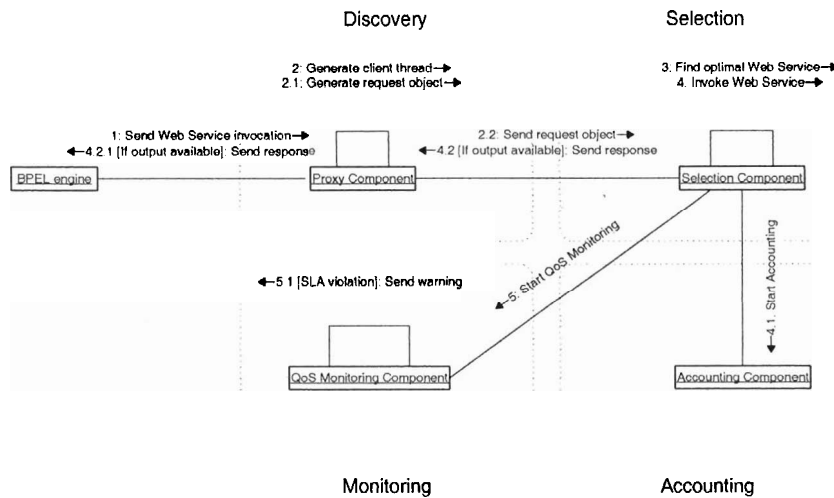 Discovery
Selection
2: Generate client thread
2.1: Generate request object
3: Find optimal Web Service
4. Invoke Web Service
1: Send Web Service invocation
4.2.1 [If output available]: Send response
2.2: Send request object
4.2 [If output available]: Send response
BPEL engine
Proxy Component
Selection Component
5: Start QoS Monitoring
5 1 [SLA violation]: Send warning
4.1. Start Accounting
QoS Monitoring Component
Accounting Component
Monitoring
Accounting